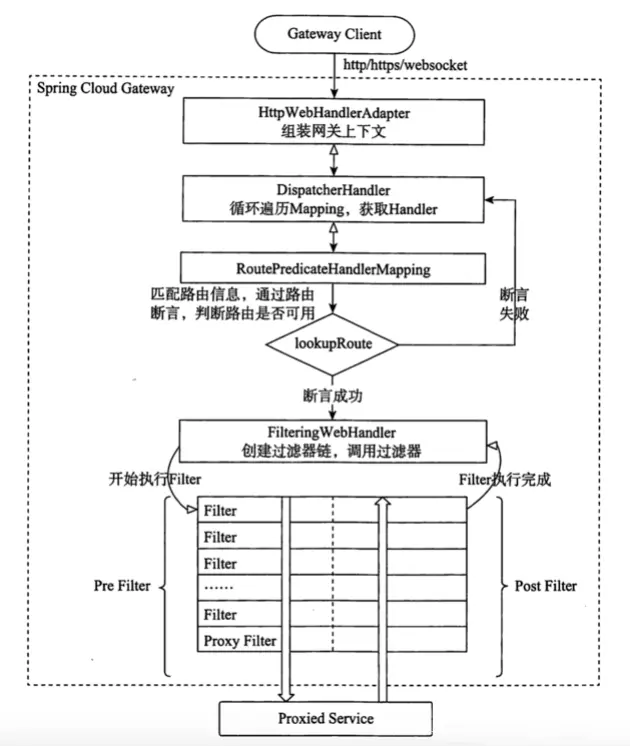 Gateway Client
http/https/websocket
Spring Cloud Gateway
HttpWebHandlerAdapter
组装网关上下文
DispatcherHandler
循环遍历Mapping，获取Handler
RoutePredicateHandlerMapping
匹配路由信息，通过路由
断言，判断路由是否可用
断言
失败
lookupRoute
断言成功
FilteringWebHandler
创建过滤器链，调用过滤器
开始执行Filter
Filter执行完成
Filter
Filter
Filter
……
Filter
Proxy Filter
Pre Filter
Post Filter
Proxied Service